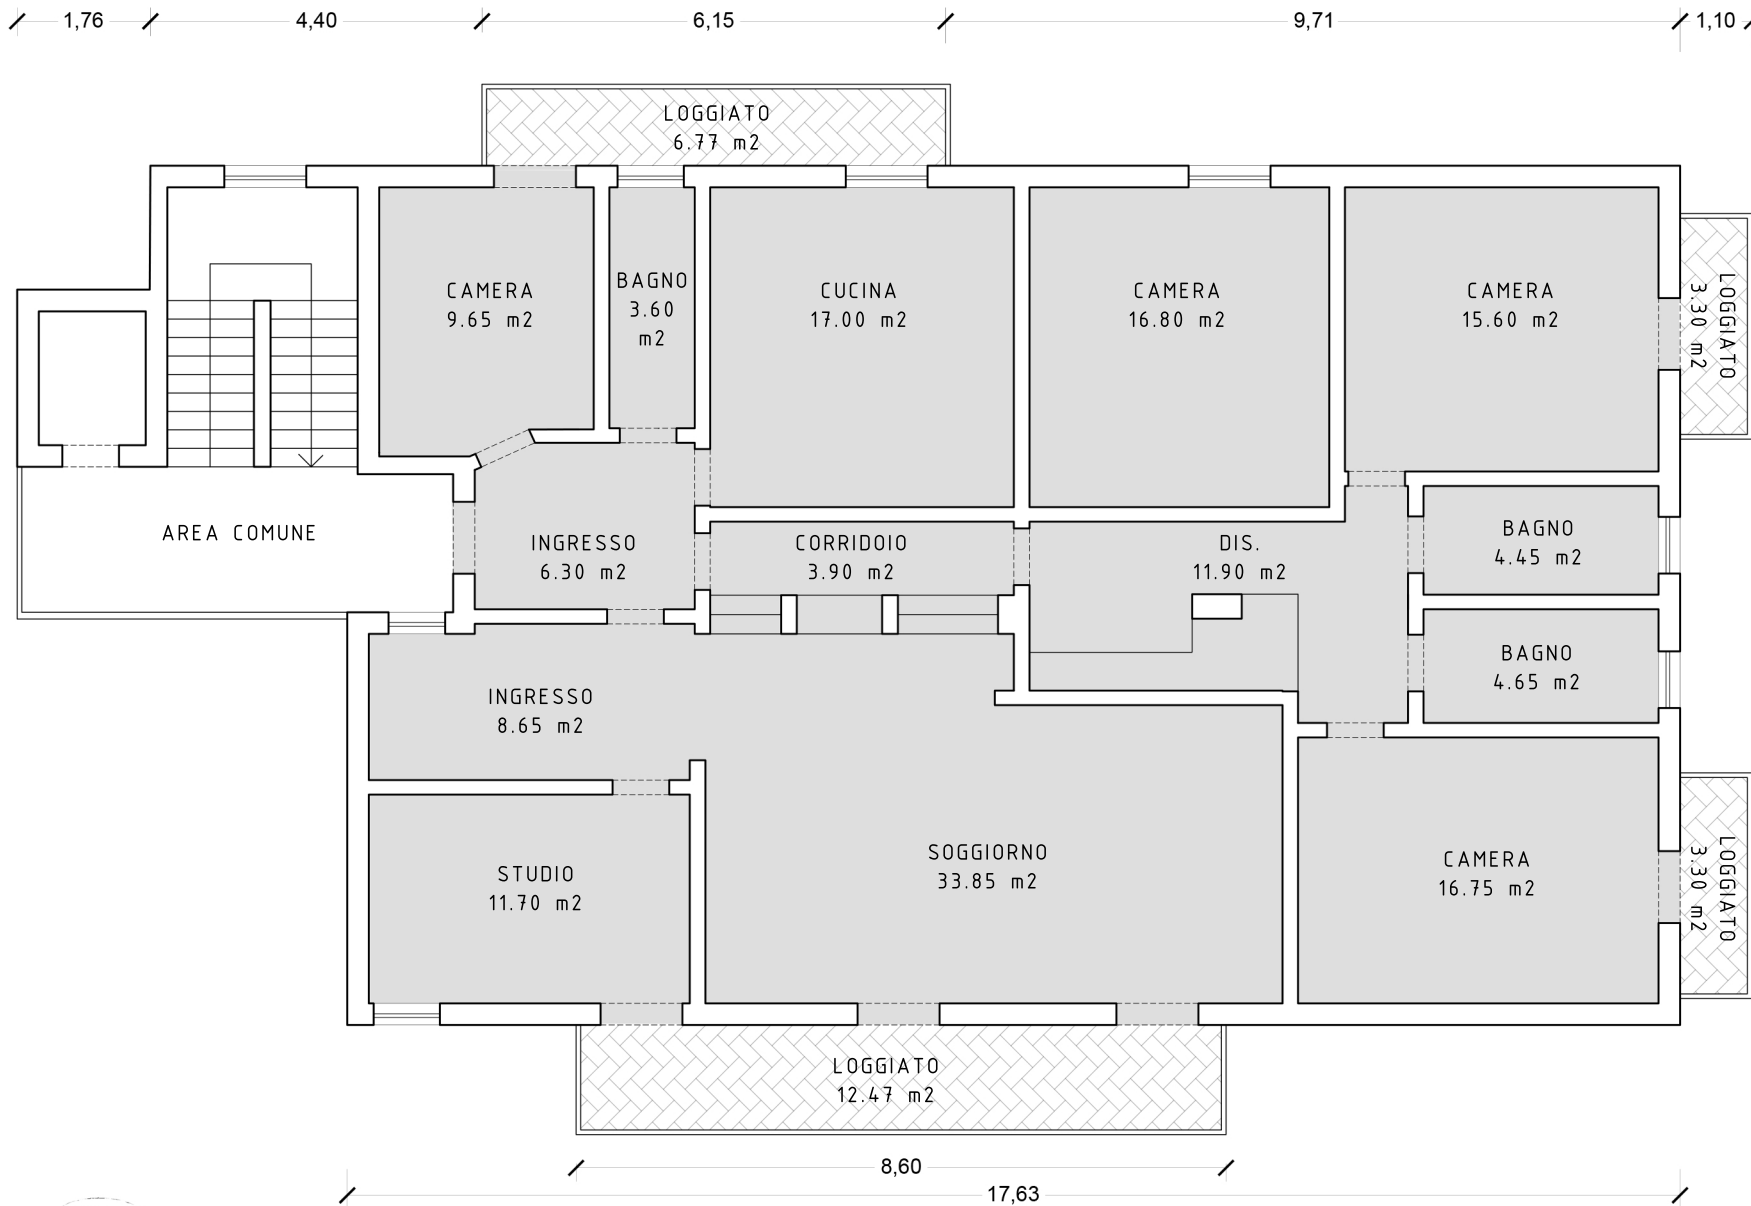 1,76
4,40
6,15
9,71
1,10
LOGGIATO
6.77 m2
CAMERA
9.65 m2
BAGNO
3.60
m2
CUCINA
17.00 m2
CAMERA
16.80 m2
CAMERA
15.60 m2
LOGGIATO
3.30 m2
AREA COMUNE
INGRESSO
6.30 m2
CORRIDOIO
3.90 m2
DIS.
11.90 m2
BAGNO
4.45 m2
BAGNO
4.65 m2
INGRESSO
8.65 m2
STUDIO
11.70 m2
SOGGIORNO
33.85 m2
CAMERA
16.75 m2
LOGGIATO
3.30 m2
LOGGIATO
12.47 m2
8,60
17,63